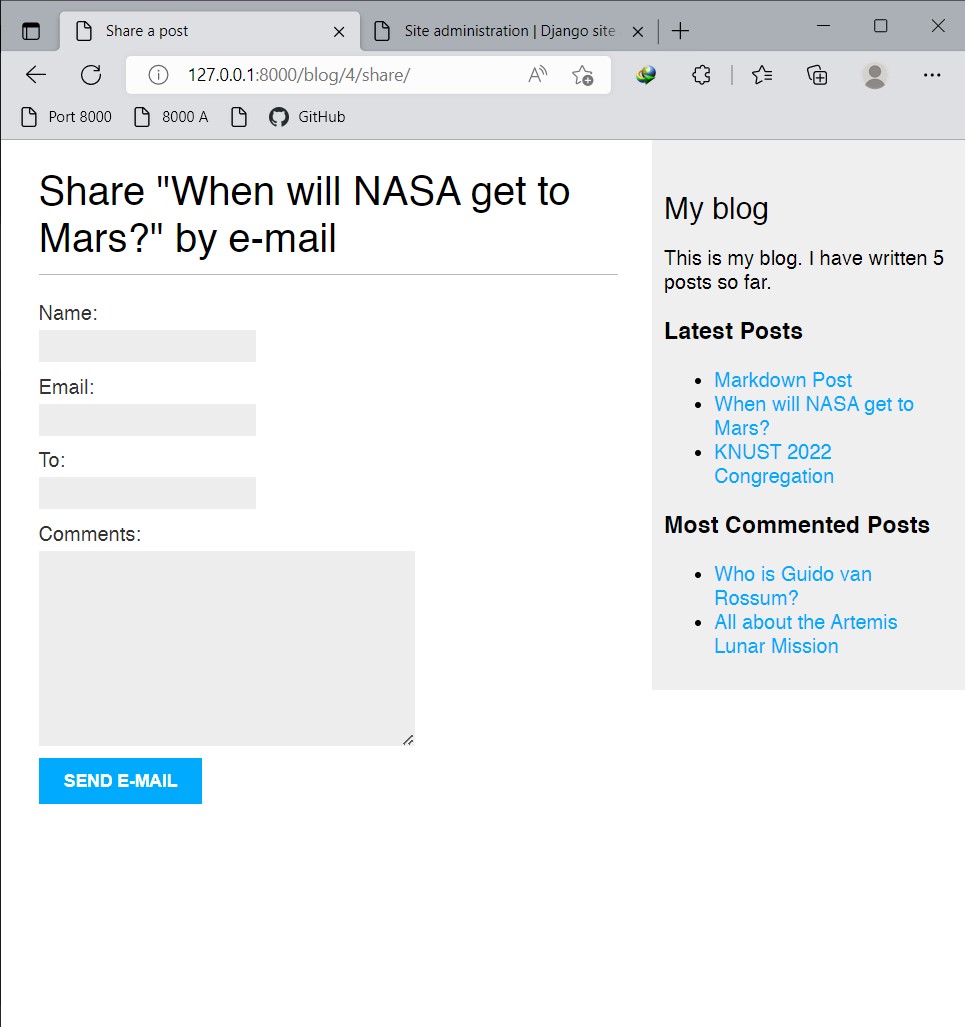 Share a post
Site administration | Django site
127.0.0.1:8000/blog/4/share/
Port 8000
8000 A
GitHub
Share "When will NASA get to
Mars?" by e-mail
Name:
Email:
To:
Comments:
SEND E-MAIL
My blog
This is my blog. I have written 5
posts so far.
Latest Posts
Markdown Post
When will NASA get to
Mars?
KNUST 2022
Congregation
Most Commented Posts
Who is Guido van
Rossum?
All about the Artemis
Lunar Mission